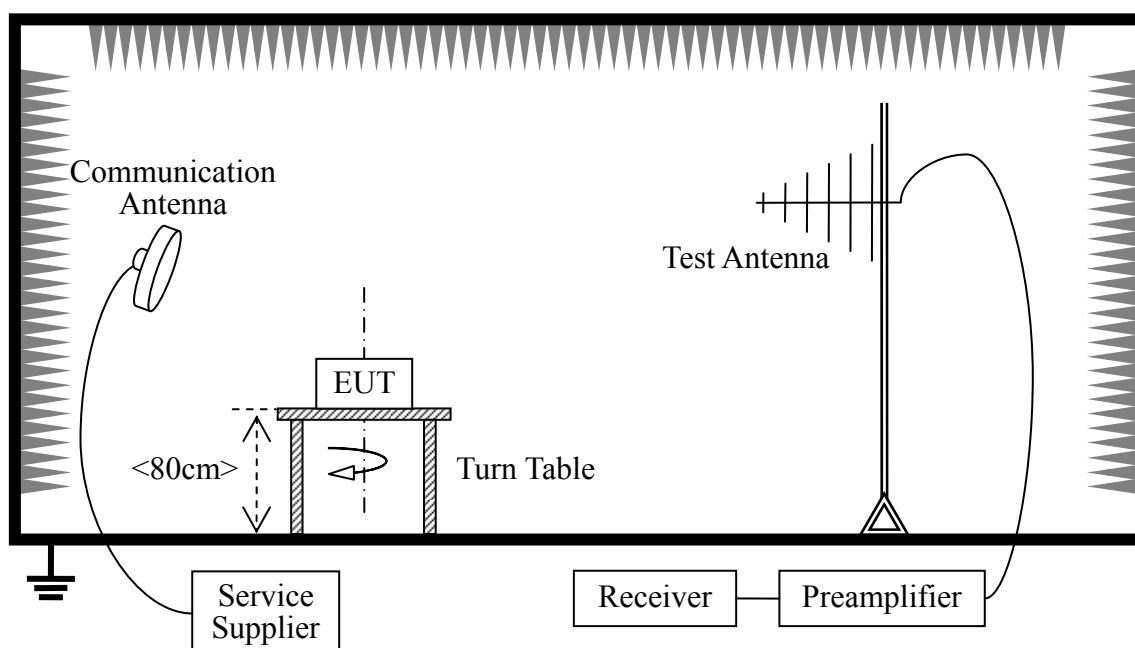 Communication
Antenna
Test Antenna
EUT
<80cm>
Turn Table
Service
Supplier
Receiver
Preamplifier